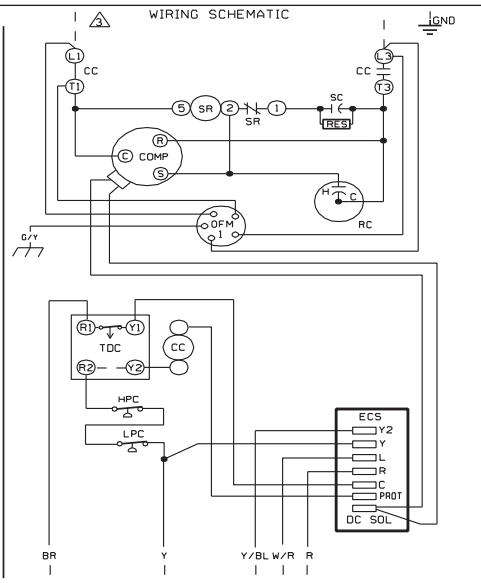 WIRING SCHEMATIC
3
GND
L1
L3
CC
CC
T1
T3
5
SR
2
SR
1
SC
RES
R
C
COMP
S
H
C
RC
OFM
1
G/Y
R1
Y1
TDC
R2
Y2
CC
HPC
LPC
ECS
Y2
Y
L
R
C
PROT
DC SOL
BR
Y
Y/BL
W/R
R